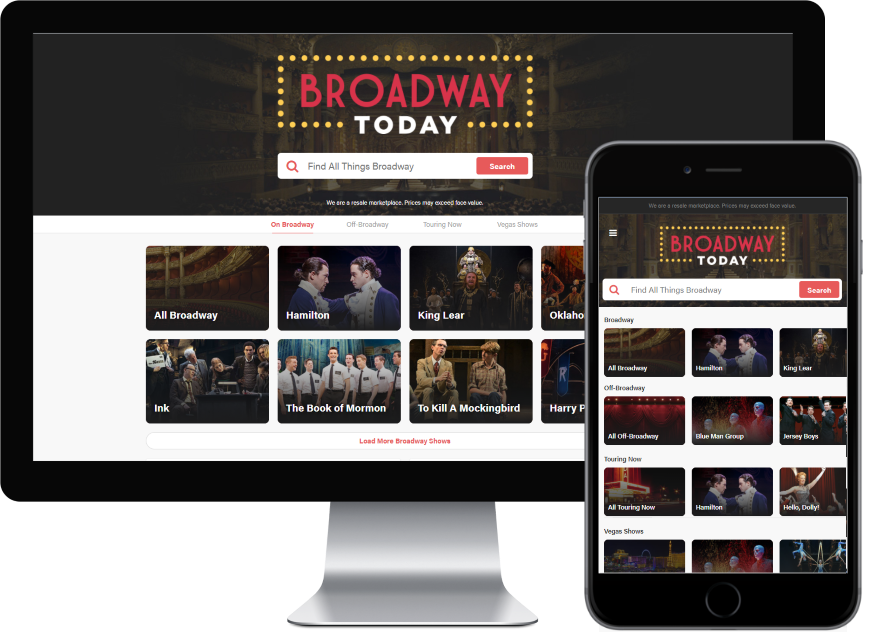 BROADWAY
TODAY
Find All Things Broadway
Search
We are a resale marketplace. Prices may exceed face value.
On Broadway
Off-Broadway
Touring Now
Vegas Shows
All Broadway
Hamilton
King Lear
Oklaho
Ink
The Book of Mormon
To Kill A Mockingbird
Harry P
Load More Broadway Shows
We are a resale marketplace. Prices may exceed face value.
BROADWAY
TODAY
Find All Things Broadway
Search
Broadway
All Broadway
Hamilton
King Lear
Off-Broadway
All Off-Broadway
Blue Man Group
Jersey Boys
Touring Now
All Touring Now
Hamilton
Hello, Dolly!
Vegas Shows